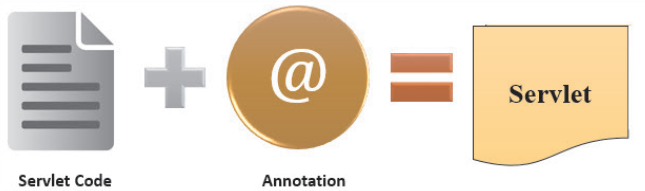 @
Servlet
Servlet Code
Annotation